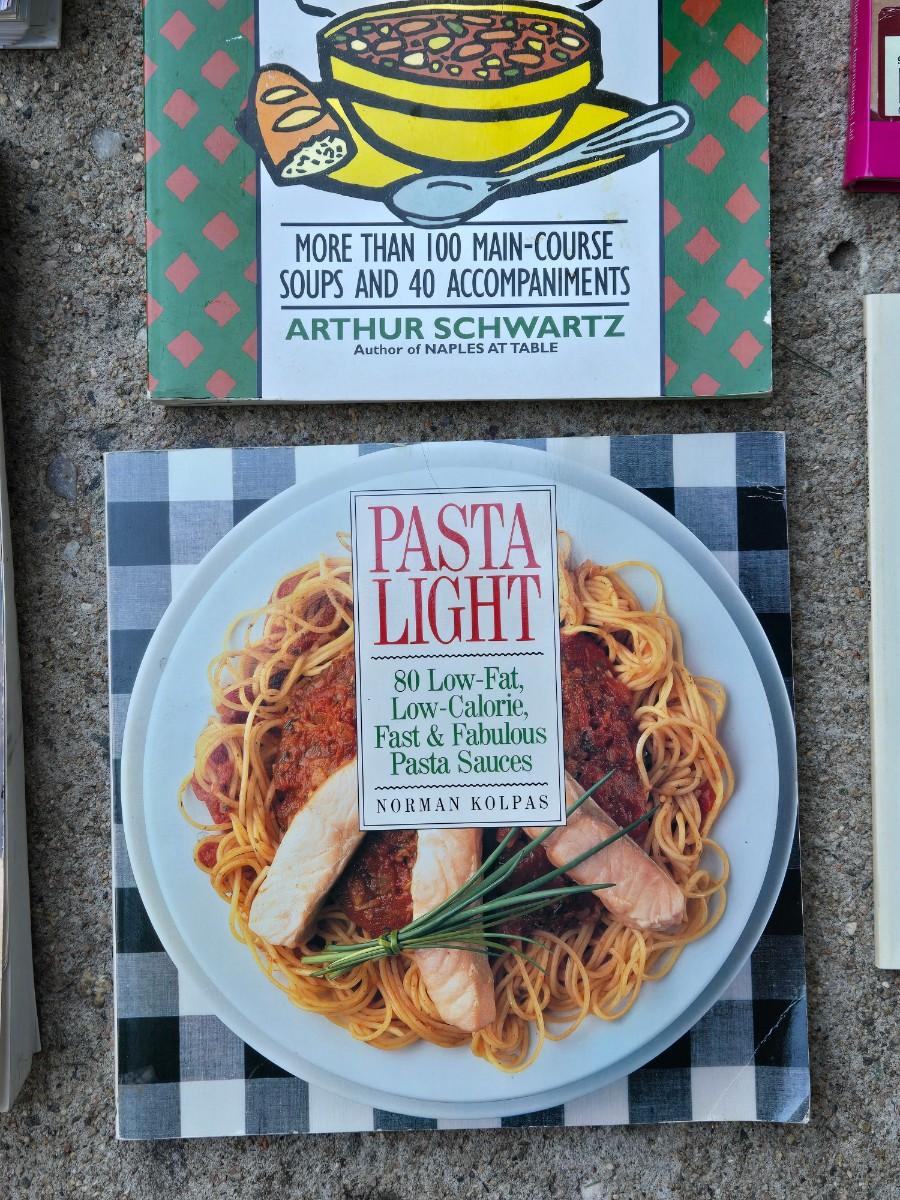 MORE THAN 100 MAIN-COURSE
SOUPS AND 40 ACCOMPANIMENTS
ARTHUR SCHWARTZ
Author of NAPLES AT TABLE
PASTA
LIGHT
80 Low-Fat,
Low-Calorie,
Fast & Fabulous
Pasta Sauces
NORMAN KOLPAS